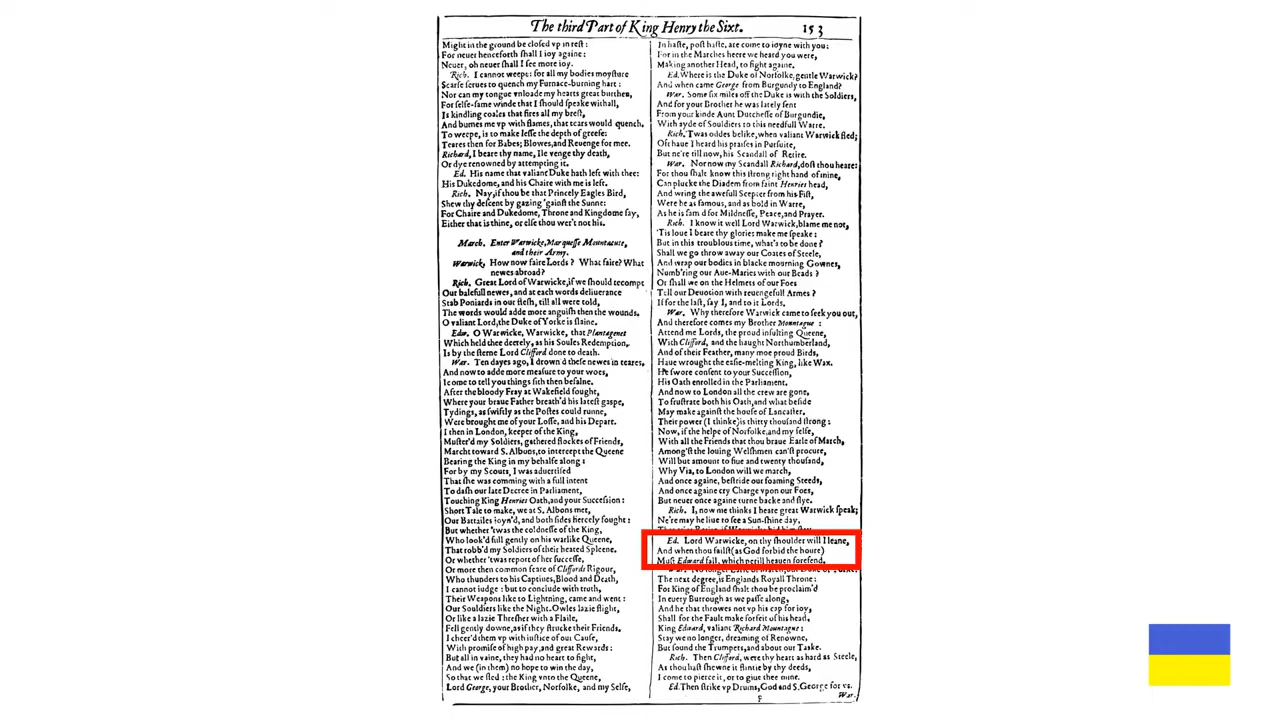 The third Part of King Henry the Sixt.
153
Might in the ground be closed vp in rest:
For neuer henceforth shall I ioy againe:
Neuer, oh neuer shall I see more ioy.
Rich. I cannot weepe: for all my bodies moysture
Scarse serues to quench my Furnace-burning hart:
Nor can my tongue vnloade my hearts great burthen,
For selfe-same winde that I should speake withall,
Is kindling coales that fires all my brest,
And burnes me vp with flames, that tears would quench.
To weepe, is to make lesse the depth of greefe:
Teares then for Babes; Blowes, and Reuenge for mee.
Richard, I beare thy name, Ile venge thy death,
Or dye renowned by attempting it.
Ed. His name that valiant Duke hath left with thee:
His Dukedome, and his Chaire with me is left.
Rich. Nay, if thou be that Princely Eagles Bird,
Shew thy descent by gazing 'gainst the Sunne:
For Chaire and Dukedome, Throne and Kingdome say,
Either that is thine, or else thou wer't not his.
March. Enter Warwicke, Marquesse Mountacute,
and their Army.
Warwick. How now faire Lords? What faire? What
newes abroad?
Rich. Great Lord of Warwicke, if we should recompt
Our balefull newes, and at each words deliuerance
Stab Poniards in our flesh, till all were told,
The words would adde more anguish then the wounds.
O valiant Lord, the Duke of Yorke is slaine.
Edw. O Warwicke, Warwicke, that Plantagenet
Which held thee deerely, as his Soules Redemption,
Is by the sterne Lord Clifford done to death.
War. Ten dayes ago, I drown'd these newes in teares,
And now to adde more measure to your woes,
I come to tell you things sith then befalne.
After the bloody Fray at Wakefield fought,
Where your braue Father breath'd his latest gaspe,
Tydings, as swiftly as the Postes could runne,
Were brought me of your Losse, and his Depart.
I then in London, keeper of the King,
Muster'd my Soldiers, gathered flockes of Friends,
Marcht toward S. Albons, to intercept the Queene
Bearing the King in my behalfe along:
For by my Scouts, I was aduertised
That she was comming with a full intent
To dash our late Decree in Parliament,
Touching King Henries Oath, and your Succession:
Short Tale to make, we at S. Albons met,
Our Battailes ioyn'd, and both sides fiercely fought:
But whether 'twas the coldnesse of the King,
Who look'd full gently on his warlike Queene,
That robb'd my Soldiers of their heated Spleene.
Or whether 'twas report of her successe,
Or more then common feare of Cliffords Rigour,
Who thunders to his Captiues, Blood and Death,
I cannot iudge: but to conclude with truth,
Their Weapons like to Lightning, came and went:
Our Souldiers like the Night-Owles lazie flight,
Or like a lazie Thresher with a Flaile,
Fell gently downe, as if they strucke their Friends.
I cheer'd them vp with iustice of our Cause,
With promise of high pay, and great Rewards:
But all in vaine, they had no heart to fight,
And we (in them) no hope to win the day,
So that we fled: the King vnto the Queene,
Lord George, your Brother, Norfolke, and my Selfe,
In haste, post haste, are come to ioyne with you:
For in the Marches heere we heard you were,
Making another Head, to fight againe.
Ed. Where is the Duke of Norfolke, gentle Warwicke?
And when came George from Burgundy to England?
War. Some six miles off the Duke is with the Soldiers,
And for your Brother he was lately sent
From your kinde Aunt Dutchesse of Burgundie,
With ayde of Souldiers to this needfull Warre.
Rich. 'Twas oddes belike, when valiant Warwick fled;
Oft haue I heard his praises in Pursuite,
But ne're till now, his Scandall of Retire.
War. Nor now my Scandall Richard, dost thou heare:
For thou shalt know this strong right hand of mine,
Can plucke the Diadem from faint Henries head,
And wring the awefull Scepter from his Fist,
Were he as famous, and as bold in Warre,
As he is fam'd for Mildnesse, Peace, and Prayer.
Rich. I know it well Lord Warwick, blame me not,
'Tis loue I beare thy glories make me speake:
But in this troublous time, what's to be done?
Shall we go throw away our Coates of Steele,
And wrap our bodies in blacke mourning Gownes,
Numb'ring our Aue-Maries with our Beads?
Or shall we on the Helmets of our Foes
Tell our Deuotion with reuengefull Armes?
If for the last, say I, and to it Lords.
War. Why therefore Warwick came to seek you out,
And therefore comes my Brother Mountague:
Attend me Lords, the proud insulting Queene,
With Clifford, and the haught Northumberland,
And of their Feather, many moe proud Birds,
Haue wrought the easie-melting King, like Wax.
He swore consent to your Succession,
His Oath enrolled in the Parliament.
And now to London all the crew are gone,
To frustrate both his Oath, and what beside
May make against the house of Lancaster.
Their power (I thinke) is thirty thousand strong:
Now, if the helpe of Norfolke, and my selfe,
With all the Friends that thou braue Earle of March,
Among'st the louing Welshmen can'st procure,
Will but amount to fiue and twenty thousand,
Why Via, to London will we march,
And once againe, bestride our foaming Steeds,
And once againe cry Charge vpon our Foes,
But neuer once againe turne backe and flye.
Rich. I, now me thinks I heare great Warwick speak;
Ne're may he liue to see a Sun-shine day,
Ed. Lord Warwicke, on thy shoulder will I leane,
And when thou failst (as God forbid the houre)
Must Edward fall, which perill heauen forefend.
The next degree, is Englands Royall Throne:
For King of England shalt thou be proclaim'd
In euery Burrough as we passe along,
And he that throwes not vp his cap for ioy,
Shall for the Fault make forfeit of his head.
King Edward, valiant Richard Mountague:
Stay we no longer, dreaming of Renowne,
But sound the Trumpets, and about our Taske.
Rich. Then Clifford, were thy heart as hard as Steele,
As thou hast shewne it flintie by thy deeds,
I come to pierce it, or to giue thee mine.
Ed. Then strike vp Drums, God and S. George for vs.
War.